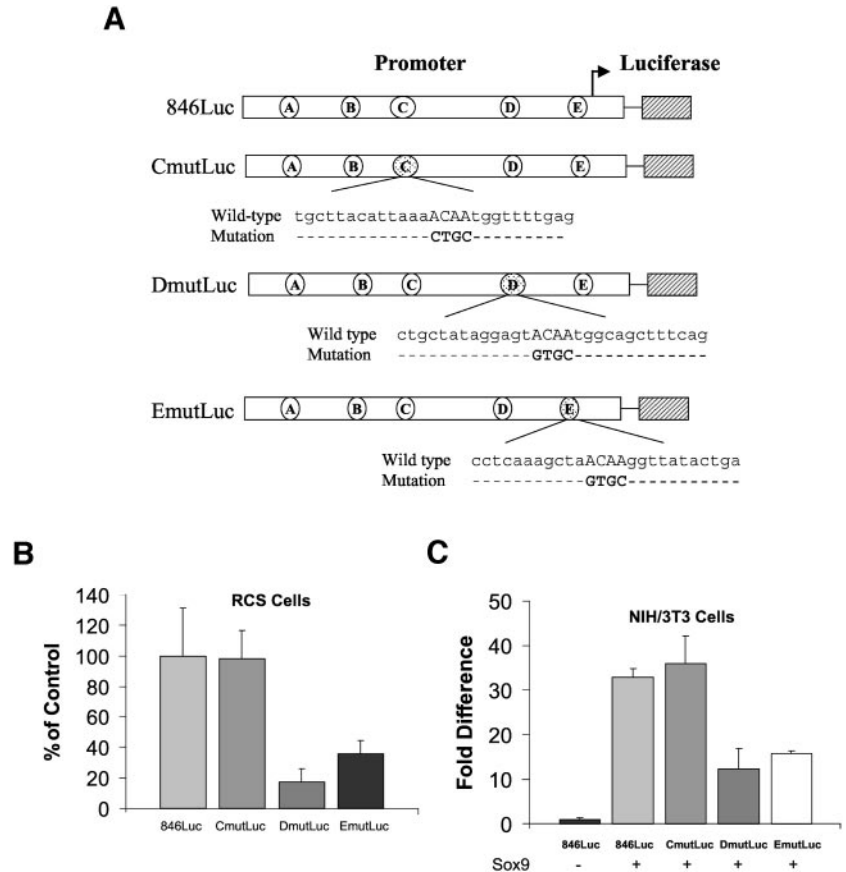 A
Promoter Luciferase
846Luc A B C D E
CmutLuc A B C D E
Wild-type tgcttacattaaaACAAtggttttgag
Mutation -------------CTGC----------
DmutLuc A B C D E
Wild type ctgctataggagtACAAtggcagctttcag
Mutation -------------GTGC-------------
EmutLuc A B C D E
Wild type cctcaaagctaACAAggttatactga
Mutation -----------GTGC-----------
B
RCS Cells
% of Control
140
120
100
80
60
40
20
0
846Luc CmutLuc DmutLuc EmutLuc
C
NIH/3T3 Cells
Fold Difference
50
40
30
20
10
0
846Luc 846Luc CmutLuc DmutLuc EmutLuc
Sox9 - + + + +